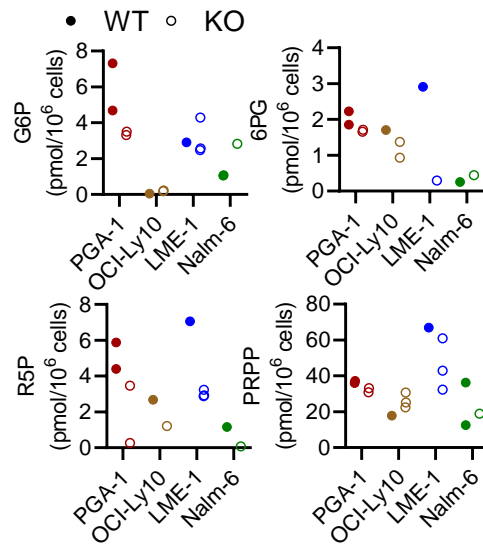 ● WT ○ KO
G6P
(pmol/10⁶ cells)
8
6
4
2
0
PGA-1
OCI-Ly10
LME-1
Nalm-6
6PG
(pmol/10⁶ cells)
4
3
2
1
0
PGA-1
OCI-Ly10
LME-1
Nalm-6
R5P
(pmol/10⁶ cells)
8
6
4
2
0
PGA-1
OCI-Ly10
LME-1
Nalm-6
PRPP
(pmol/10⁶ cells)
80
60
40
20
0
PGA-1
OCI-Ly10
LME-1
Nalm-6